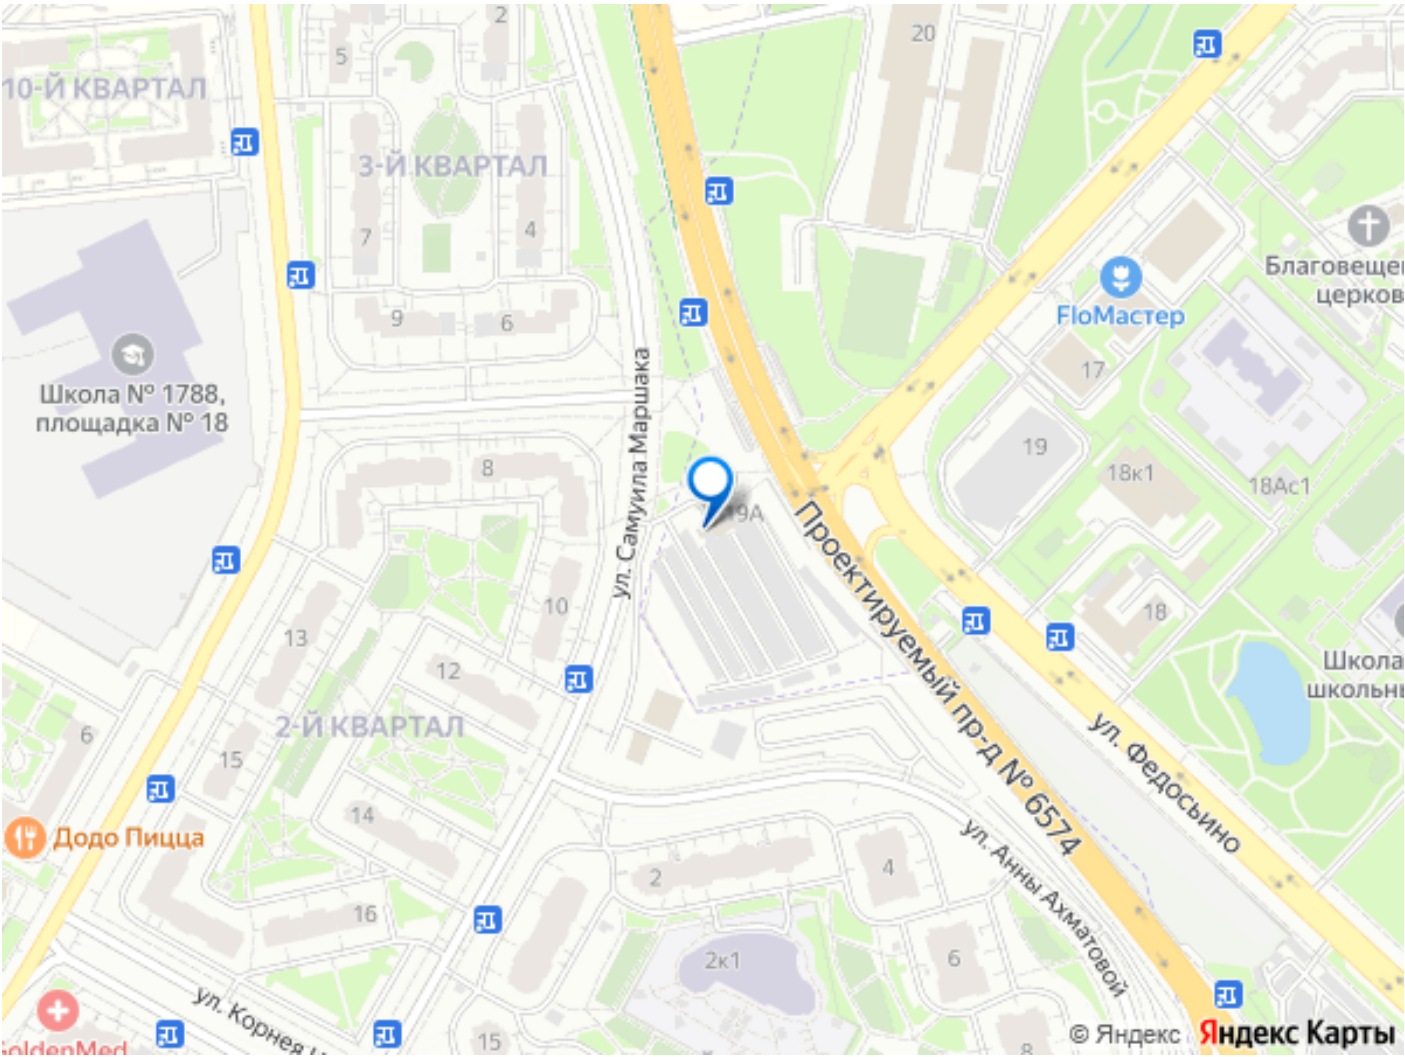 20
2
5
10-Й КВАРТАЛ
3-Й КВАРТАЛ
7
4
Благовеще
церков
9
6
FloМастер
17
Школа № 1788,
площадка № 18
ул. Самуила Маршака
19
18к1
18Ас1
8
19А
Проектируемый пр-д № 6574
10
13
18
12
Школа
школьны
2-Й КВАРТАЛ
6
15
ул. Федосьино
14
Додо Пицца
ул. Анны Ахматовой
2
4
16
2к1
6
ул. Корнея
15
8
GoldenMed
© Яндекс Яндекс Карты